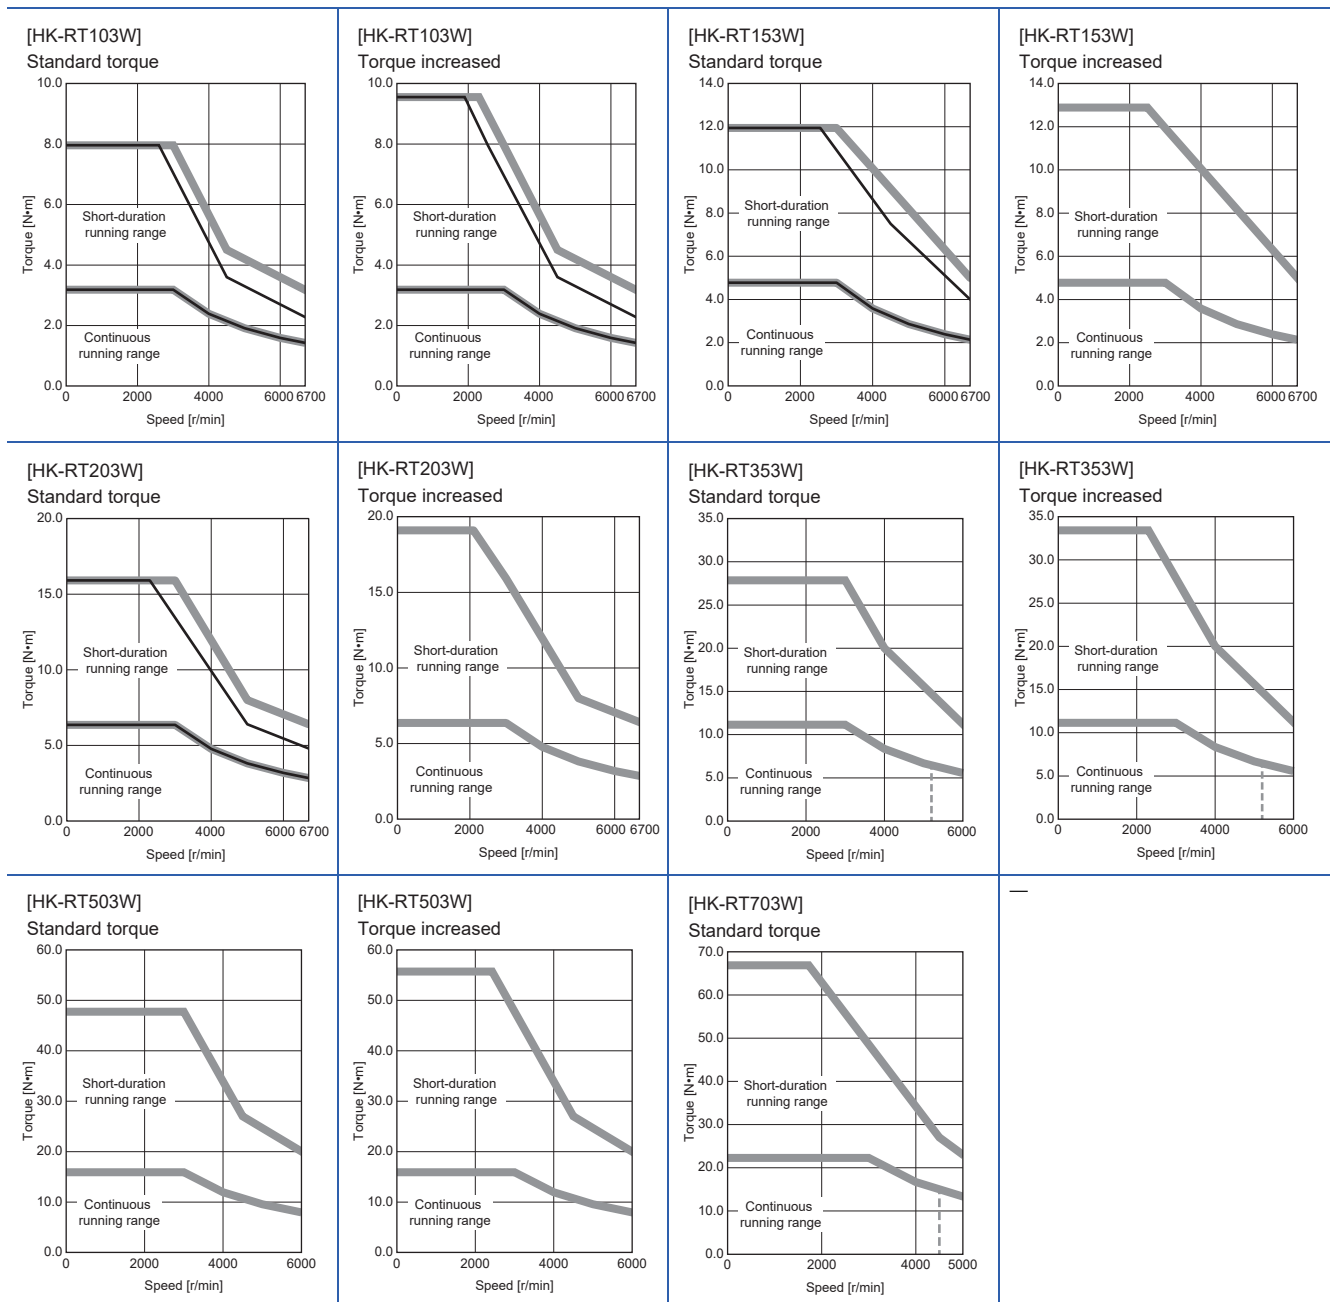 [HK-RT103W]
Standard torque
10.0
8.0
6.0
4.0
2.0
0.0
Torque [N•m]
Short-duration
running range
Continuous
running range
0
2000
4000
6000 6700
Speed [r/min]
[HK-RT103W]
Torque increased
10.0
8.0
6.0
4.0
2.0
0.0
Torque [N•m]
Short-duration
running range
Continuous
running range
0
2000
4000
6000 6700
Speed [r/min]
[HK-RT153W]
Standard torque
14.0
12.0
10.0
8.0
6.0
4.0
2.0
0.0
Torque [N•m]
Short-duration
running range
Continuous
running range
0
2000
4000
6000 6700
Speed [r/min]
[HK-RT153W]
Torque increased
14.0
12.0
10.0
8.0
6.0
4.0
2.0
0.0
Torque [N•m]
Short-duration
running range
Continuous
running range
0
2000
4000
6000 6700
Speed [r/min]
[HK-RT203W]
Standard torque
20.0
15.0
10.0
5.0
0.0
Torque [N•m]
Short-duration
running range
Continuous
running range
0
2000
4000
6000 6700
Speed [r/min]
[HK-RT203W]
Torque increased
20.0
15.0
10.0
5.0
0.0
Torque [N•m]
Short-duration
running range
Continuous
running range
0
2000
4000
6000 6700
Speed [r/min]
[HK-RT353W]
Standard torque
35.0
30.0
25.0
20.0
15.0
10.0
5.0
0.0
Torque [N•m]
Short-duration
running range
Continuous
running range
0
2000
4000
6000
Speed [r/min]
[HK-RT353W]
Torque increased
35.0
30.0
25.0
20.0
15.0
10.0
5.0
0.0
Torque [N•m]
Short-duration
running range
Continuous
running range
0
2000
4000
6000
Speed [r/min]
[HK-RT503W]
Standard torque
60.0
50.0
40.0
30.0
20.0
10.0
0.0
Torque [N•m]
Short-duration
running range
Continuous
running range
0
2000
4000
6000
Speed [r/min]
[HK-RT503W]
Torque increased
60.0
50.0
40.0
30.0
20.0
10.0
0.0
Torque [N•m]
Short-duration
running range
Continuous
running range
0
2000
4000
6000
Speed [r/min]
[HK-RT703W]
Standard torque
70.0
60.0
50.0
40.0
30.0
20.0
10.0
0.0
Torque [N•m]
Short-duration
running range
Continuous
running range
0
2000
4000
5000
Speed [r/min]
—